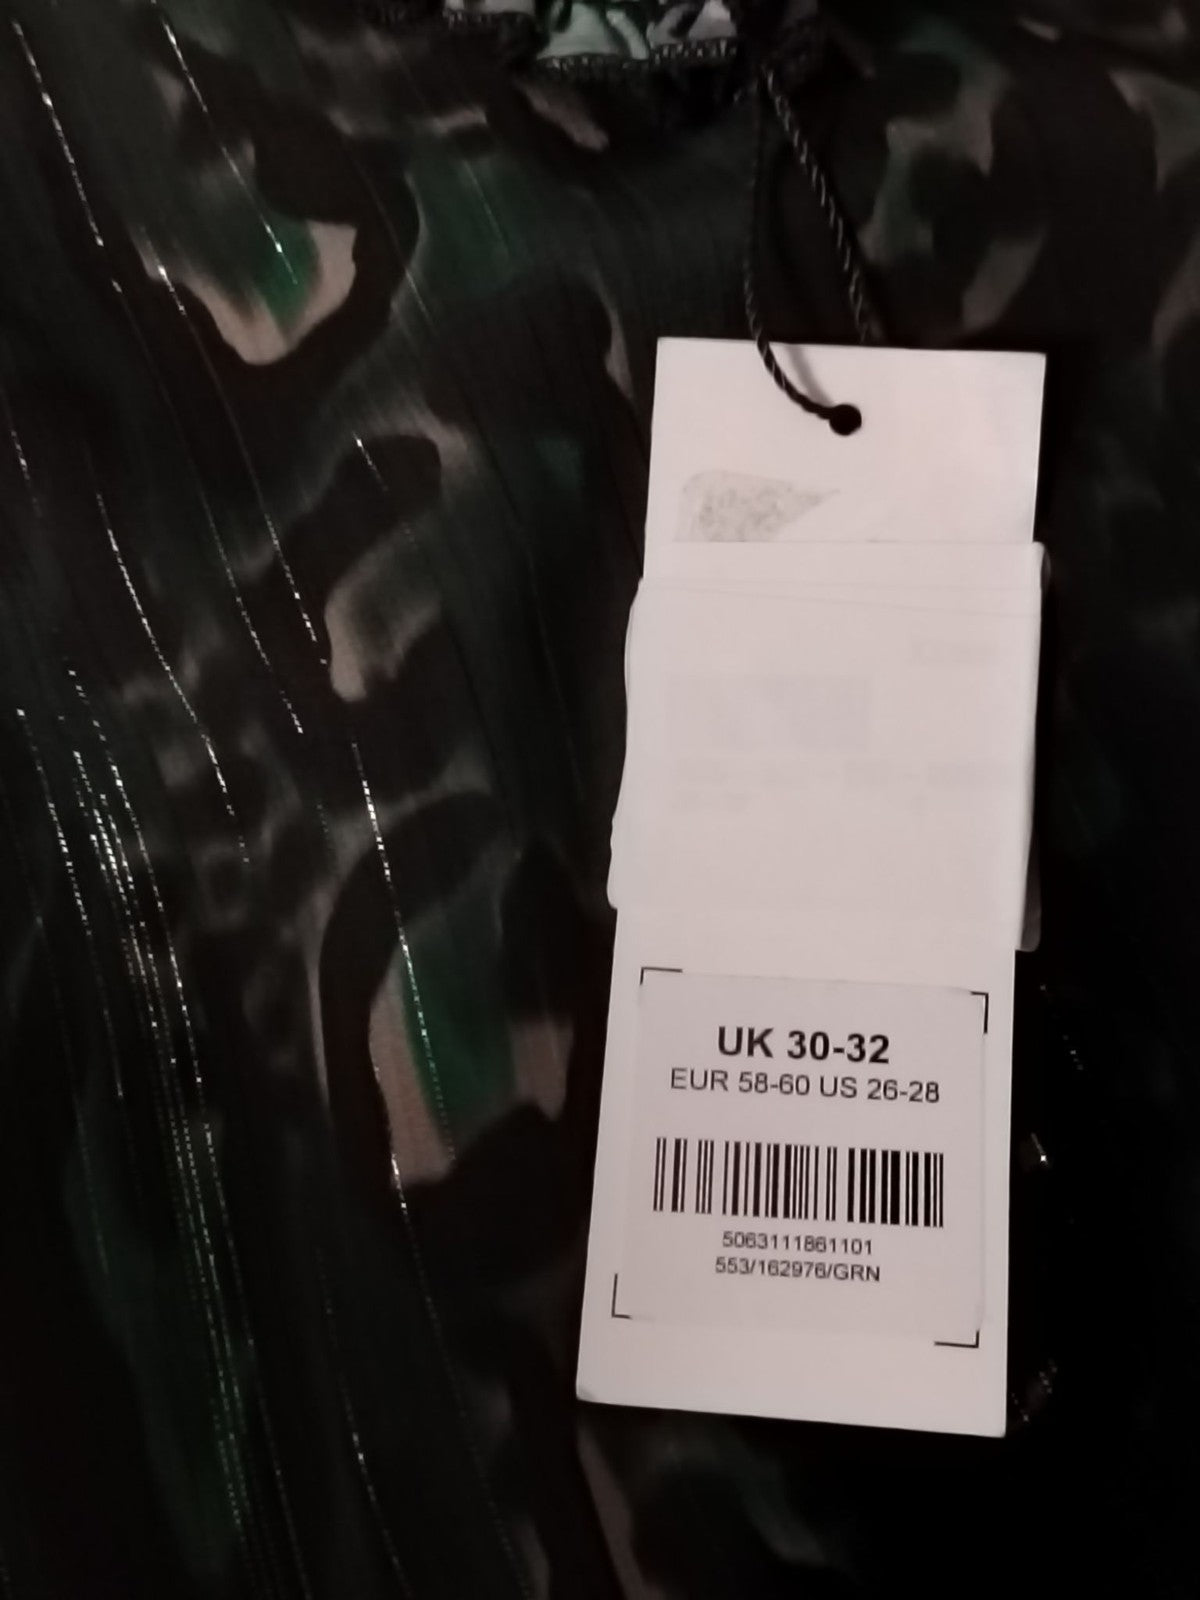 UK 30-32
EUR 58-60 US 26-28
5063111861101
553/162976/GRN